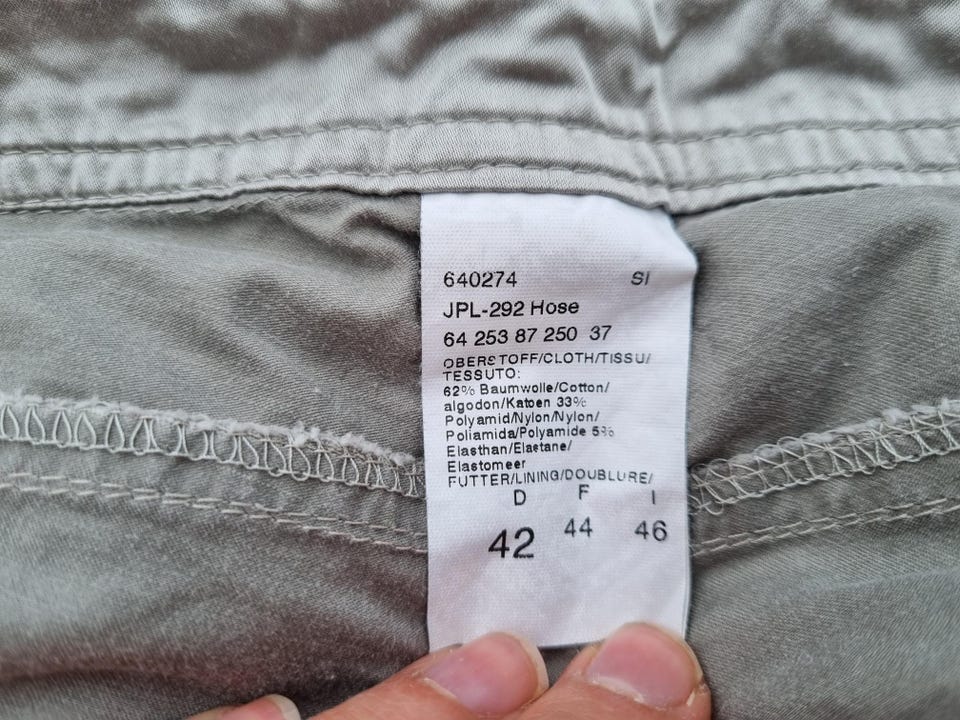 640274 SI
JPL-292 Hose
64 253 87 250 37
OBERSTOFF/CLOTH/TISSU/
TESSUTO:
62% Baumwolle/Cotton/
algodon/Katoen 33%
Polyamid/Nylon/Nylon/
Poliamida/Polyamide 5%
Elasthan/Elastane/
Elastomeer
FUTTER/LINING/DOUBLURE/
D F I
42 44 46